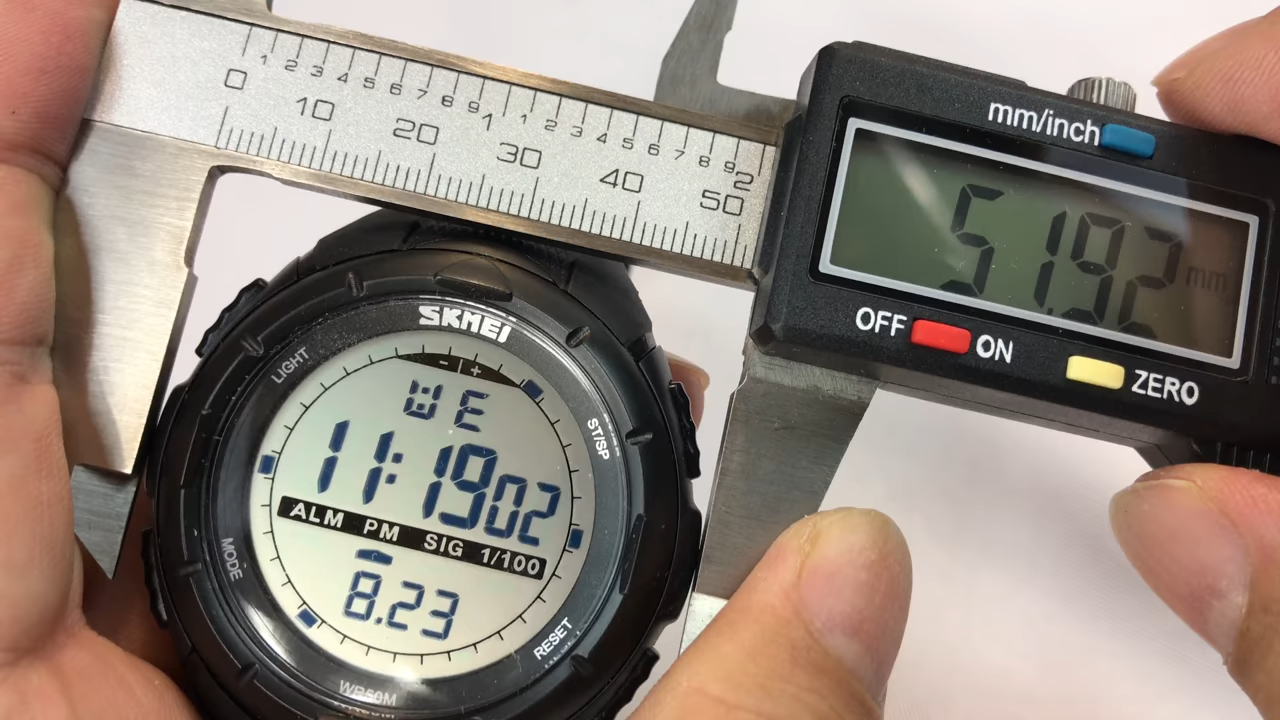 0 1 2 3 4 5 6 7 8 9 1 1 2 3 4 5 6 7 8 9 2
10 20 30 40 50
mm/inch
51.92 mm
OFF ON
ZERO
SKMEI
LIGHT
- +
ST/SP
WE
11:19 02
ALM PM SIG 1/100
MODE
8.23
RESET
WR50M